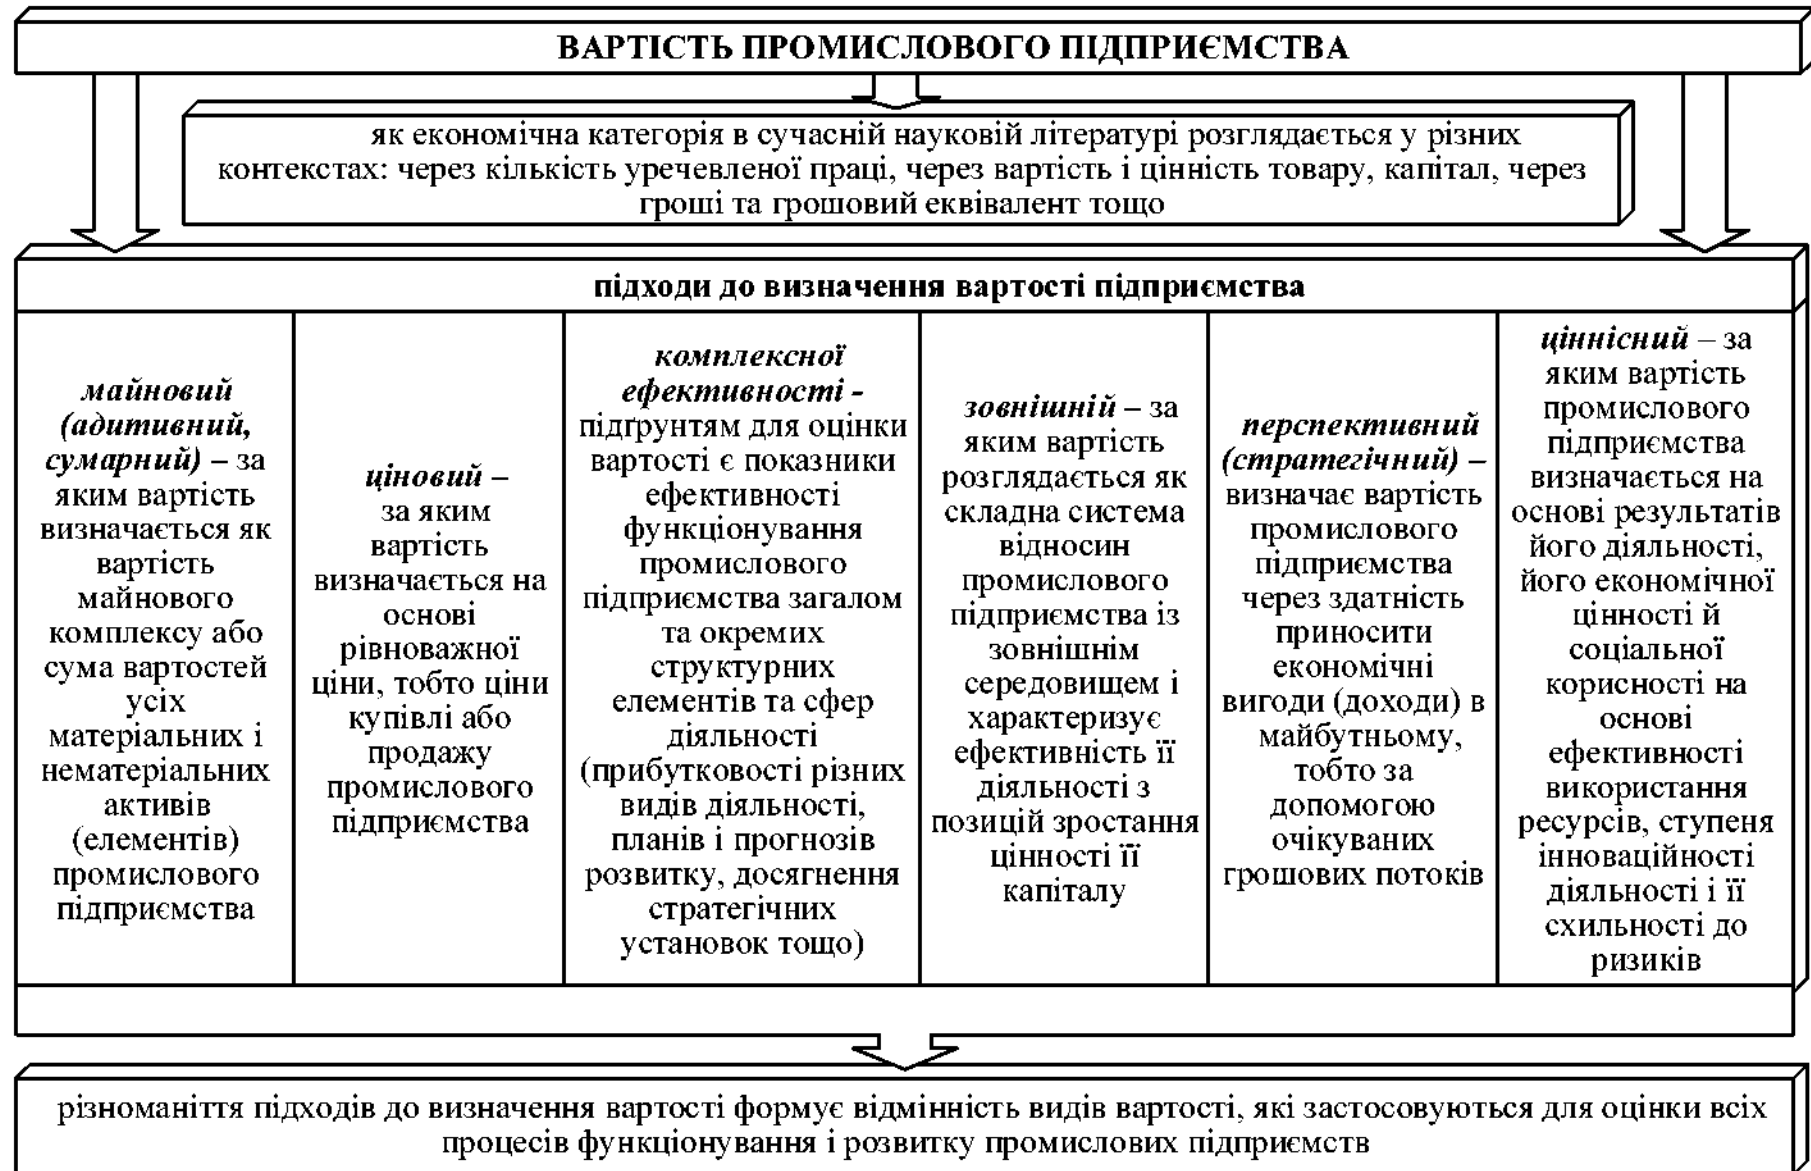 ВАРТІСТЬ ПРОМИСЛОВОГО ПІДПРИЄМСТВА
як економічна категорія в сучасній науковій літературі розглядається у різних
контекстах: через кількість уречевленої праці, через вартість і цінність товару, капітал, через
гроші та грошовий еквівалент тощо
підходи до визначення вартості підприємства
майновий
(адитивний,
сумарний) – за
яким вартість
визначається як
вартість
майнового
комплексу або
сума вартостей
усіх
матеріальних і
нематеріальних
активів
(елементів)
промислового
підприємства
ціновий –
за яким
вартість
визначається на
основі
рівноважної
ціни, тобто ціни
купівлі або
продажу
промислового
підприємства
комплексної
ефективності -
підґрунтям для оцінки
вартості є показники
ефективності
функціонування
промислового
підприємства загалом
та окремих
структурних
елементів та сфер
діяльності
(прибутковості різних
видів діяльності,
планів і прогнозів
розвитку, досягнення
стратегічних
установок тощо)
зовнішній – за
яким вартість
розглядається як
складна система
відносин
промислового
підприємства із
зовнішнім
середовищем і
характеризує
ефективність її
діяльності з
позицій зростання
цінності її
капіталу
перспективний
(стратегічний) –
визначає вартість
промислового
підприємства
через здатність
приносити
економічні
вигоди (доходи) в
майбутньому,
тобто за
допомогою
очікуваних
грошових потоків
ціннісний – за
яким вартість
промислового
підприємства
визначається на
основі результатів
його діяльності,
його економічної
цінності й
соціальної
корисності на
основі
ефективності
використання
ресурсів, ступеня
інноваційності
діяльності і її
схильності до
ризиків
різноманіття підходів до визначення вартості формує відмінність видів вартості, які застосовуються для оцінки всіх
процесів функціонування і розвитку промислових підприємств